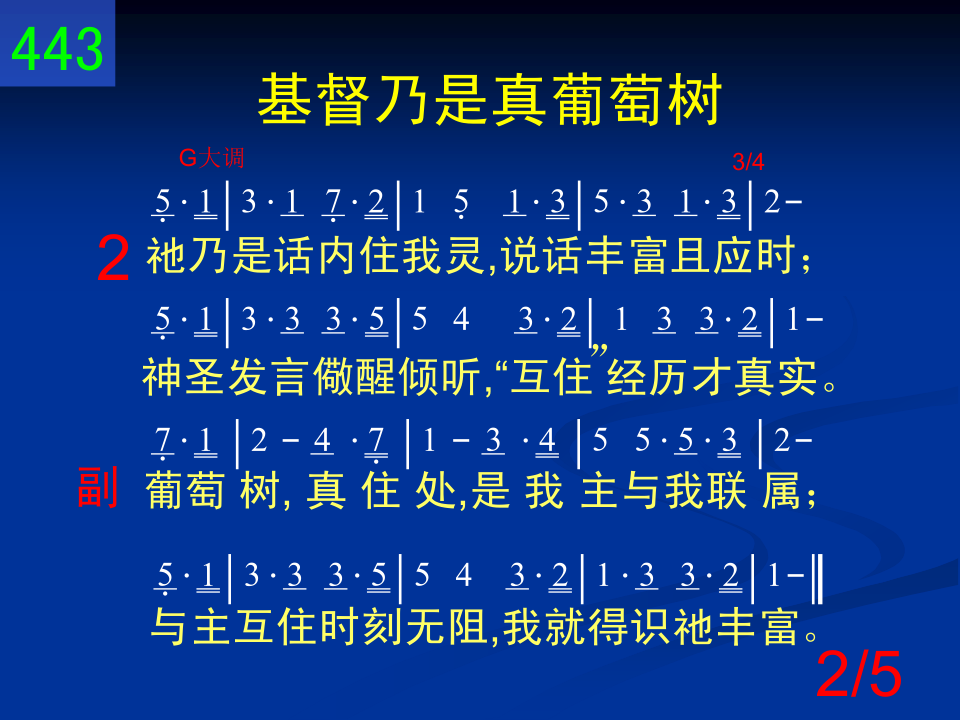 443
基督乃是真葡萄树
G大调 3/4
5·1|3·1 7·2|1 5 1·3|5·3 1·3|2-
2 祂乃是话内住我灵,说话丰富且应时;
5·1|3·3 3·5|5 4 3·2|1 3 3·2|1-
神圣发言儆醒倾听,“互住”经历才真实。
7·1|2-4·7|1-3·4|5 5·5·3|2-
副 葡萄 树, 真 住 处,是 我 主与我联 属;
5·1|3·3 3·5|5 4 3·2|1·3 3·2|1-‖
与主互住时刻无阻,我就得识祂丰富。
2/5